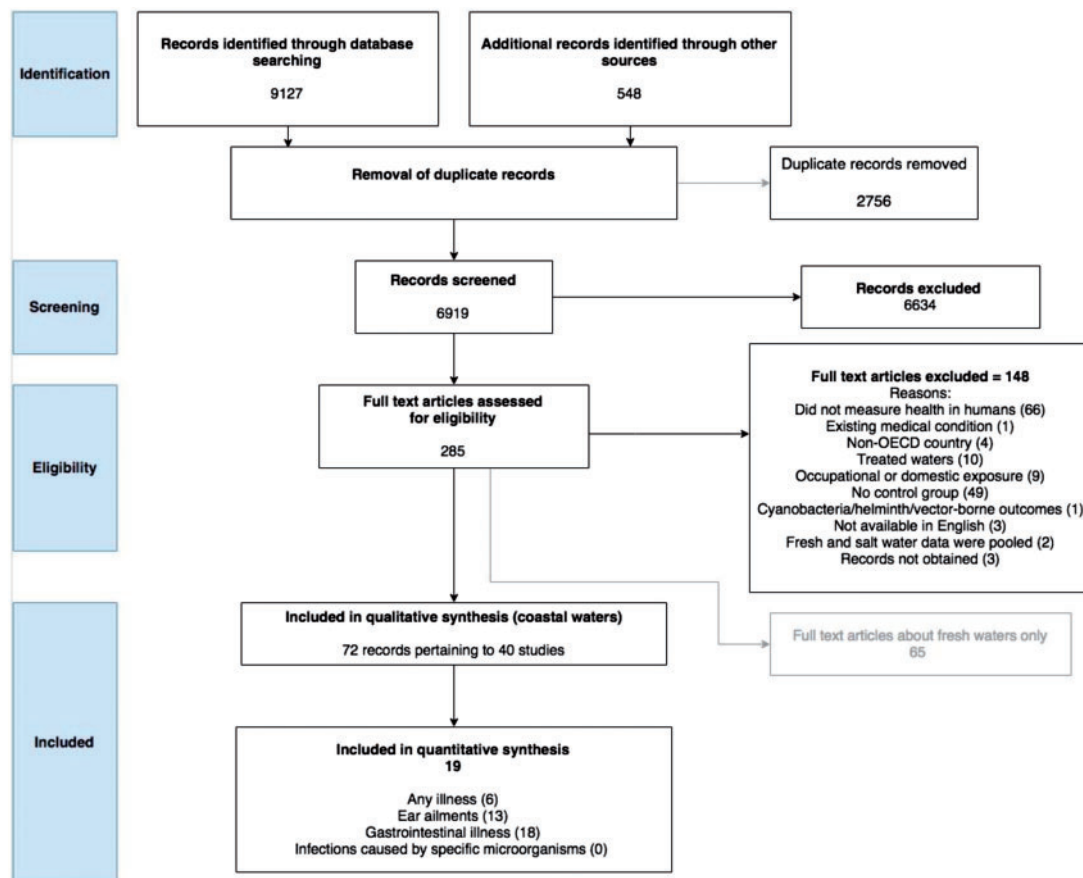 Identification
Records identified through database
searching
9127
Additional records identified through other
sources
548
Removal of duplicate records
Duplicate records removed
2756
Screening
Records screened
6919
Records excluded
6634
Eligibility
Full text articles assessed
for eligibility
285
Full text articles excluded = 148
Reasons:
Did not measure health in humans (66)
Existing medical condition (1)
Non-OECD country (4)
Treated waters (10)
Occupational or domestic exposure (9)
No control group (49)
Cyanobacteria/helminth/vector-borne outcomes (1)
Not available in English (3)
Fresh and salt water data were pooled (2)
Records not obtained (3)
Included in qualitative synthesis (coastal waters)
72 records pertaining to 40 studies
Full text articles about fresh waters only
65
Included
Included in quantitative synthesis
19
Any illness (6)
Ear ailments (13)
Gastrointestinal illness (18)
Infections caused by specific microorganisms (0)